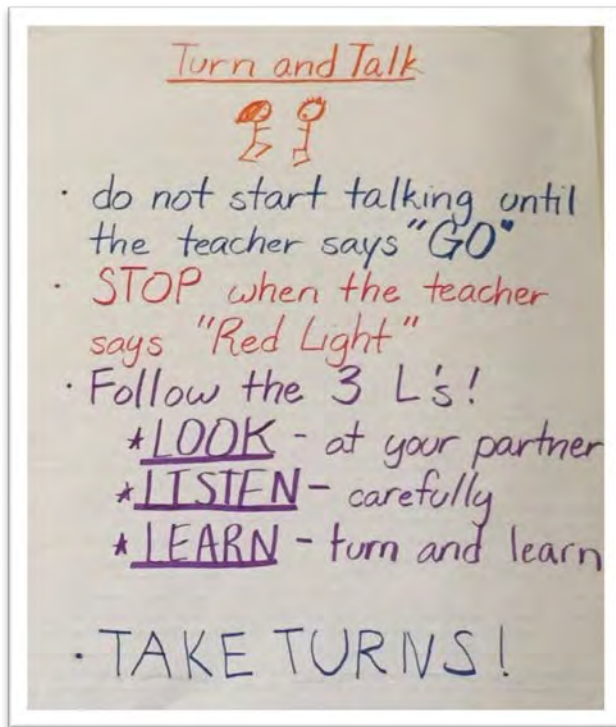 Turn and Talk
· do not start talking until
the teacher says "GO"
· STOP when the teacher
says "Red Light"
· Follow the 3 L's!
*LOOK - at your partner
*LISTEN - carefully
*LEARN - turn and learn
· TAKE TURNS!